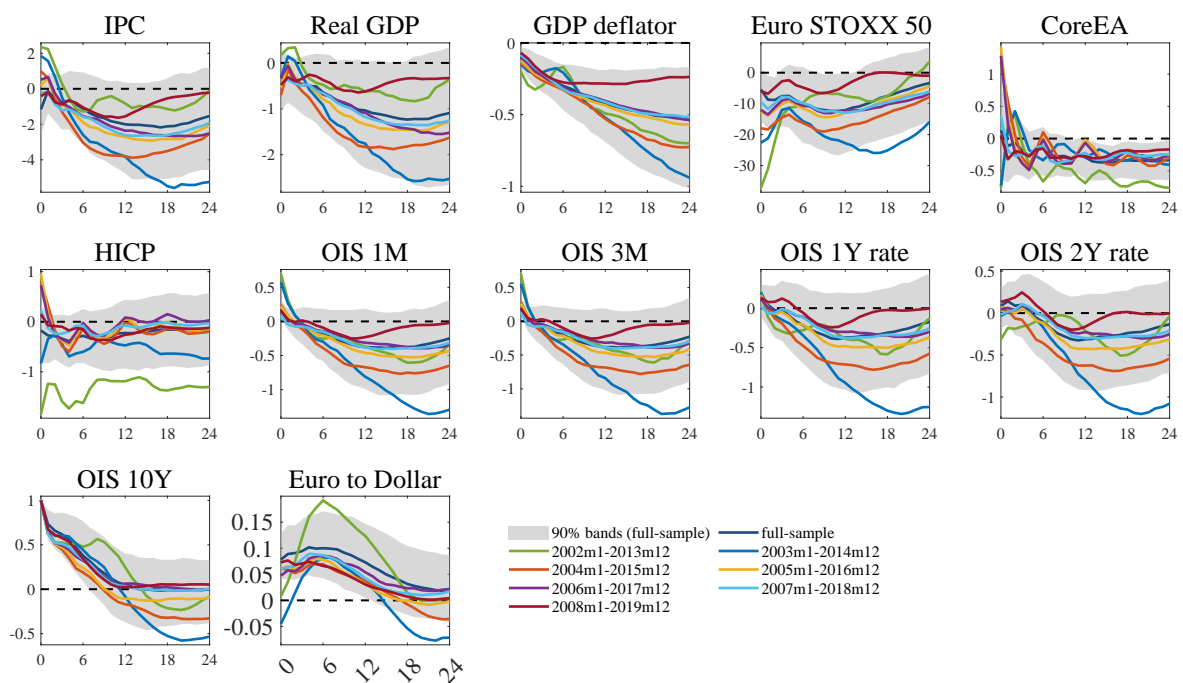 IPC
Real GDP
GDP deflator
Euro STOXX 50
CoreEA
2
0
-2
-4
0 6 12 18 24
0
-1
-2
0 6 12 18 24
0
-0.5
-1
0 6 12 18 24
0
-10
-20
-30
0 6 12 18 24
1
0.5
0
-0.5
0 6 12 18 24
HICP
OIS 1M
OIS 3M
OIS 1Y rate
OIS 2Y rate
1
0
-1
0 6 12 18 24
0.5
0
-0.5
-1
0 6 12 18 24
0.5
0
-0.5
-1
0 6 12 18 24
0
-0.5
-1
0 6 12 18 24
0.5
0
-0.5
-1
0 6 12 18 24
OIS 10Y
Euro to Dollar
1
0.5
0
-0.5
0 6 12 18 24
0.15
0.1
0.05
0
-0.05
0 6 12 18 24
90% bands (full-sample)
full-sample
2002m1-2013m12
2003m1-2014m12
2004m1-2015m12
2005m1-2016m12
2006m1-2017m12
2007m1-2018m12
2008m1-2019m12